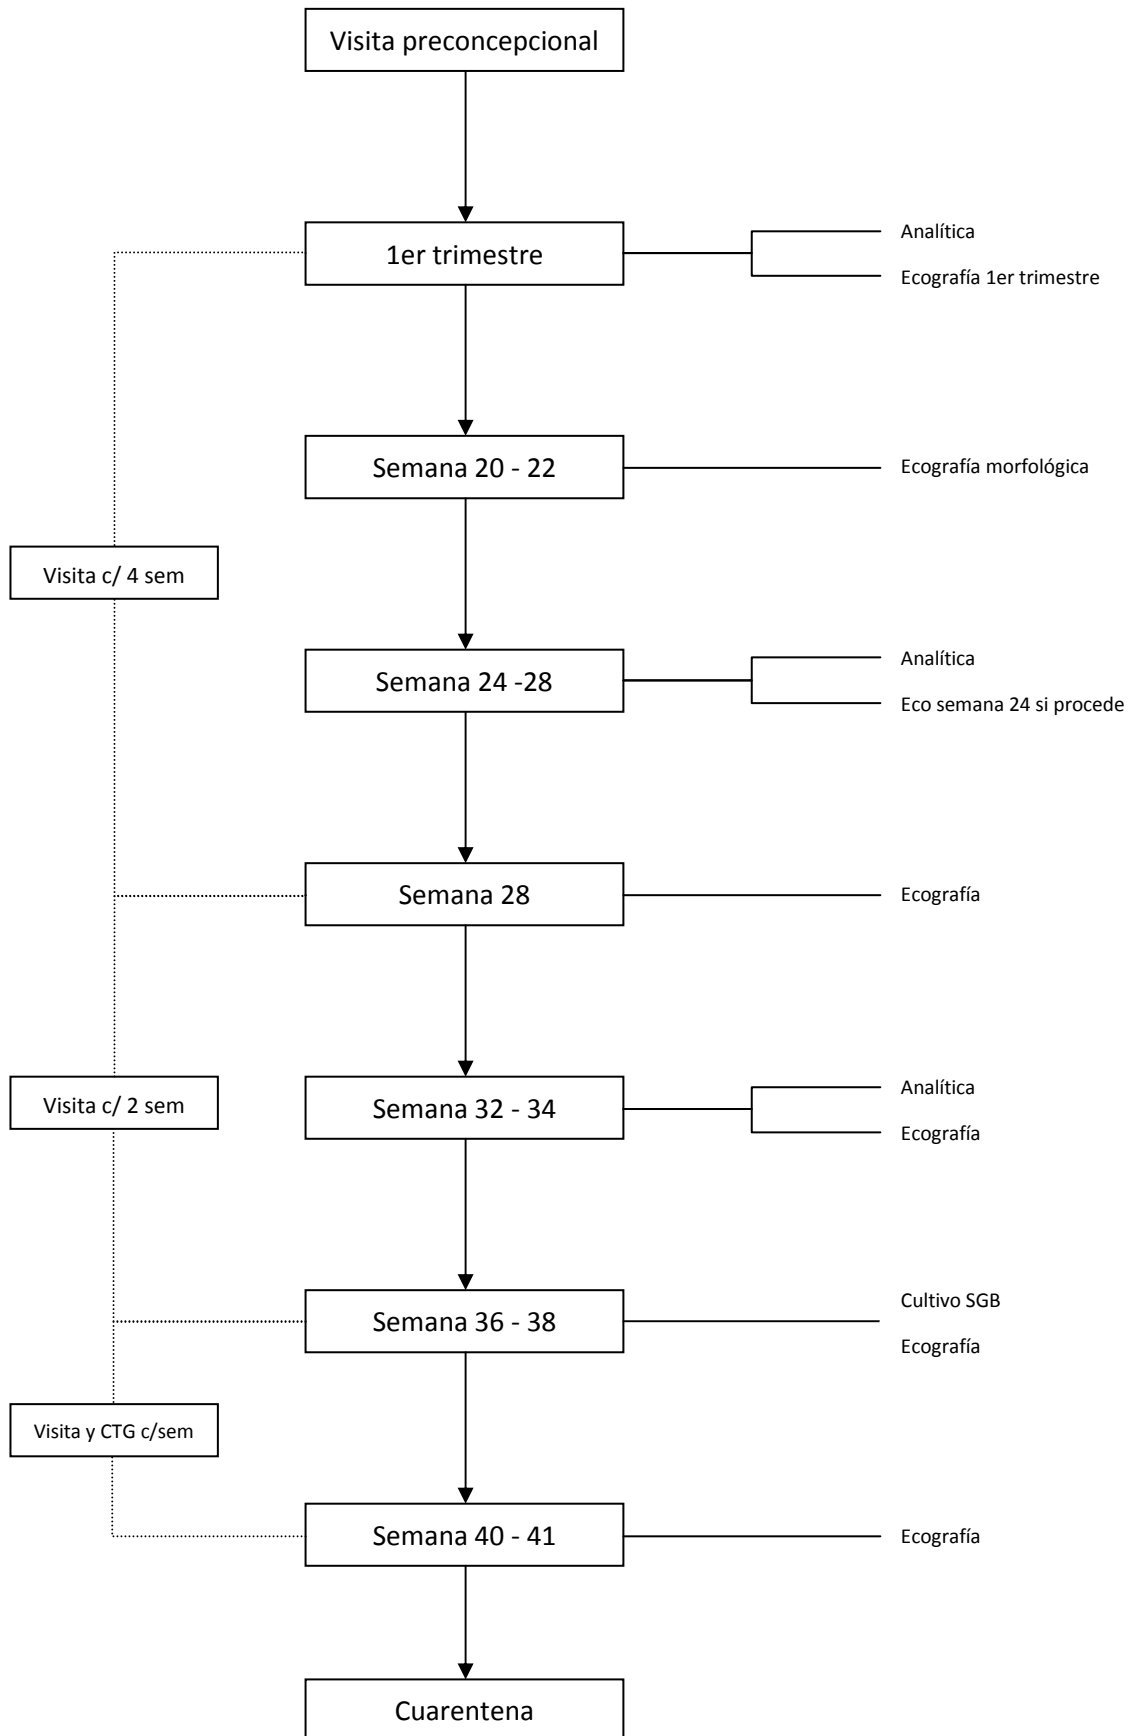 Visita preconcepcional
1er trimestre
Analítica
Ecografía 1er trimestre
Semana 20 - 22
Ecografía morfológica
Visita c/ 4 sem
Semana 24 -28
Analítica
Eco semana 24 si procede
Semana 28
Ecografía
Visita c/ 2 sem
Semana 32 - 34
Analítica
Ecografía
Semana 36 - 38
Cultivo SGB
Ecografía
Visita y CTG c/sem
Semana 40 - 41
Ecografía
Cuarentena